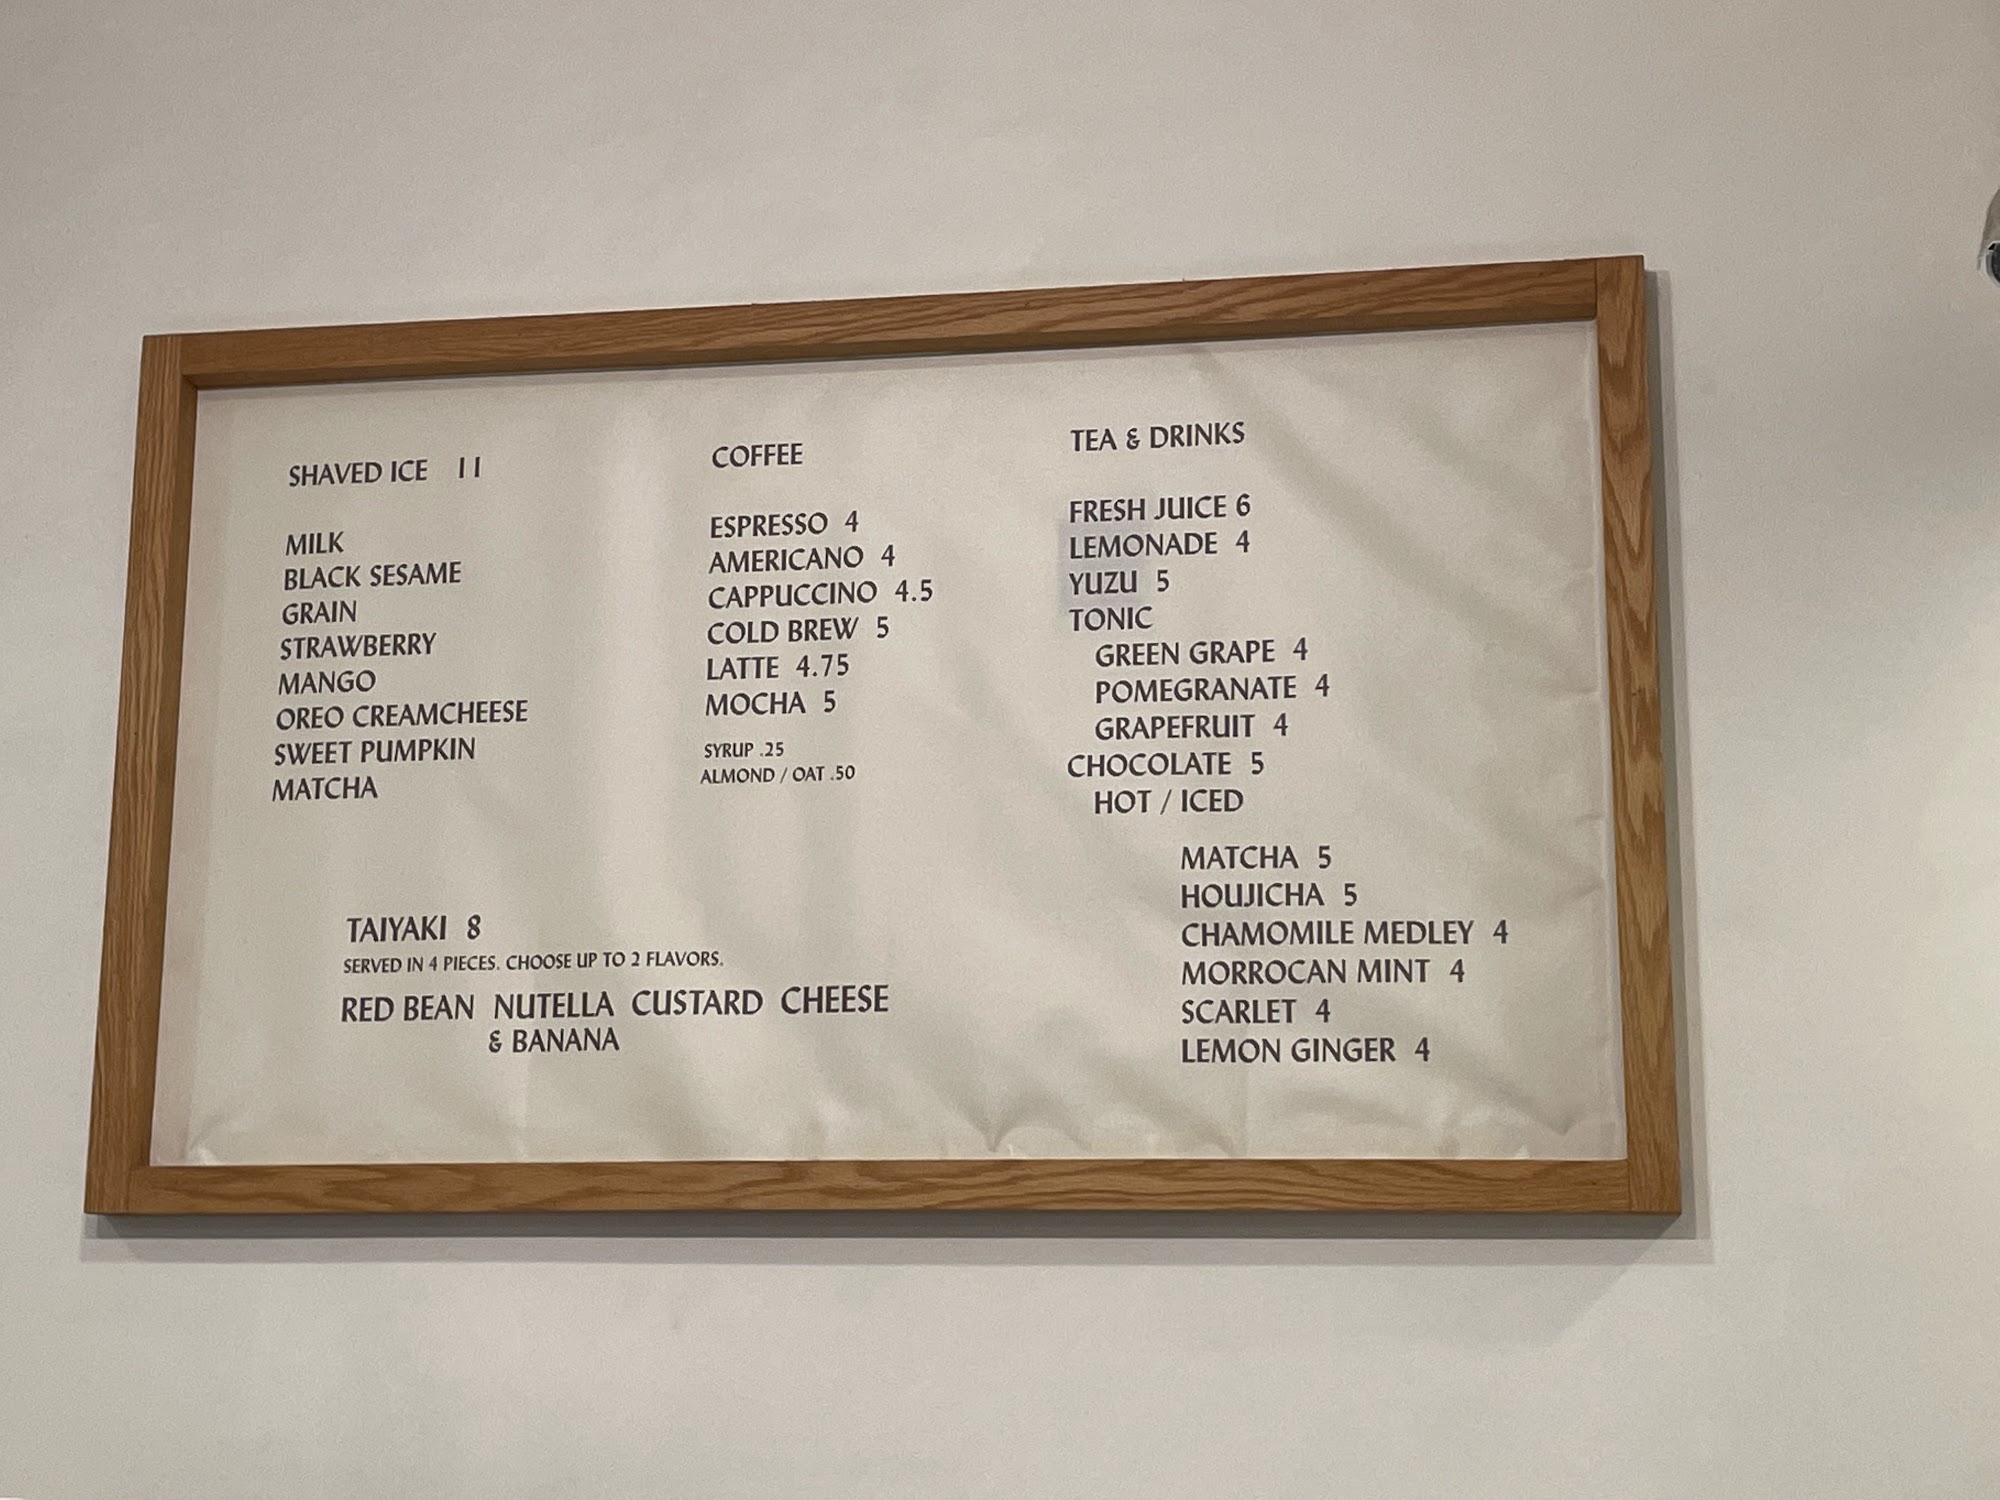 SHAVED ICE 11
MILK
BLACK SESAME
GRAIN
STRAWBERRY
MANGO
OREO CREAMCHEESE
SWEET PUMPKIN
MATCHA
TAIYAKI 8
SERVED IN 4 PIECES. CHOOSE UP TO 2 FLAVORS.
RED BEAN NUTELLA CUSTARD CHEESE
& BANANA
COFFEE
ESPRESSO 4
AMERICANO 4
CAPPUCCINO 4.5
COLD BREW 5
LATTE 4.75
MOCHA 5
SYRUP .25
ALMOND / OAT .50
TEA & DRINKS
FRESH JUICE 6
LEMONADE 4
YUZU 5
TONIC
GREEN GRAPE 4
POMEGRANATE 4
GRAPEFRUIT 4
CHOCOLATE 5
HOT / ICED
MATCHA 5
HOUJICHA 5
CHAMOMILE MEDLEY 4
MORROCAN MINT 4
SCARLET 4
LEMON GINGER 4